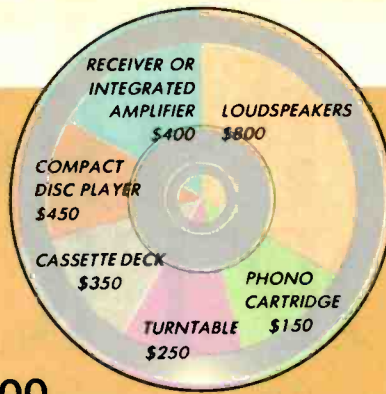 RECEIVER OR
INTEGRATED
AMPLIFIER
$400
LOUDSPEAKERS
$800
COMPACT
DISC PLAYER
$450
CASSETTE DECK
$350
PHONO
CARTRIDGE
$150
TURNTABLE
$250